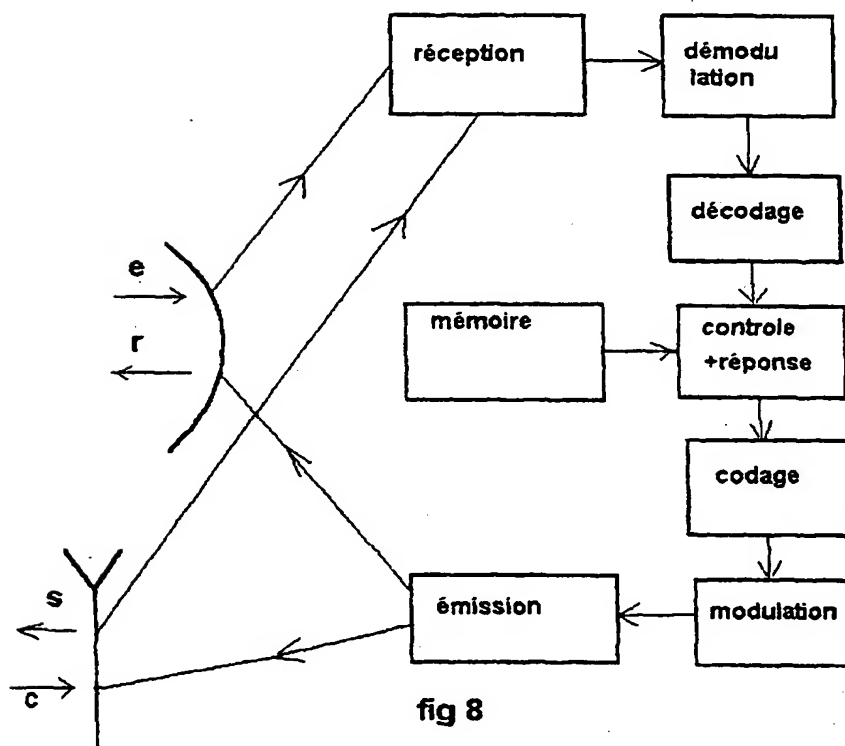 réception
démodu
lation
décodage
e
r
mémoire
controle
+réponse
codage
s
c
émission
modulation
fig 8